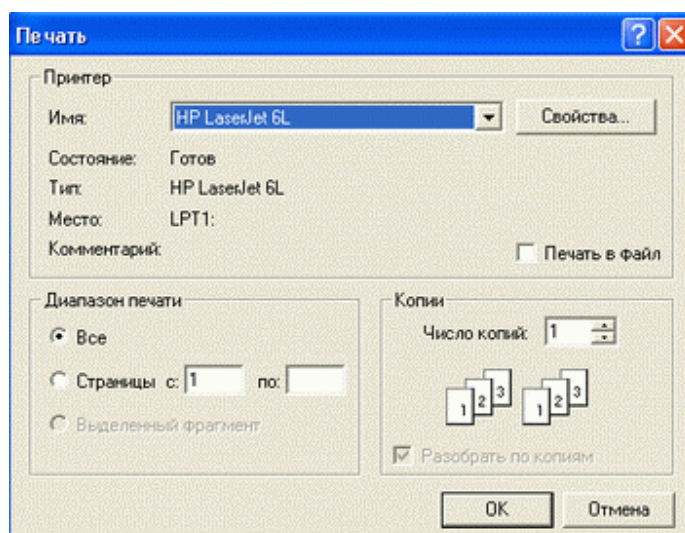 Печать
Принтер
Имя: HP LaserJet 6L Свойства...
Состояние: Готов
Тип: HP LaserJet 6L
Место: LPT1:
Комментарий: Печать в файл
Диапазон печати
Все
Страницы с: 1 по:
Выделенный фрагмент
Копии
Число копий: 1
1 2 3 1 2 3
Разобрать по копиям
OK Отмена